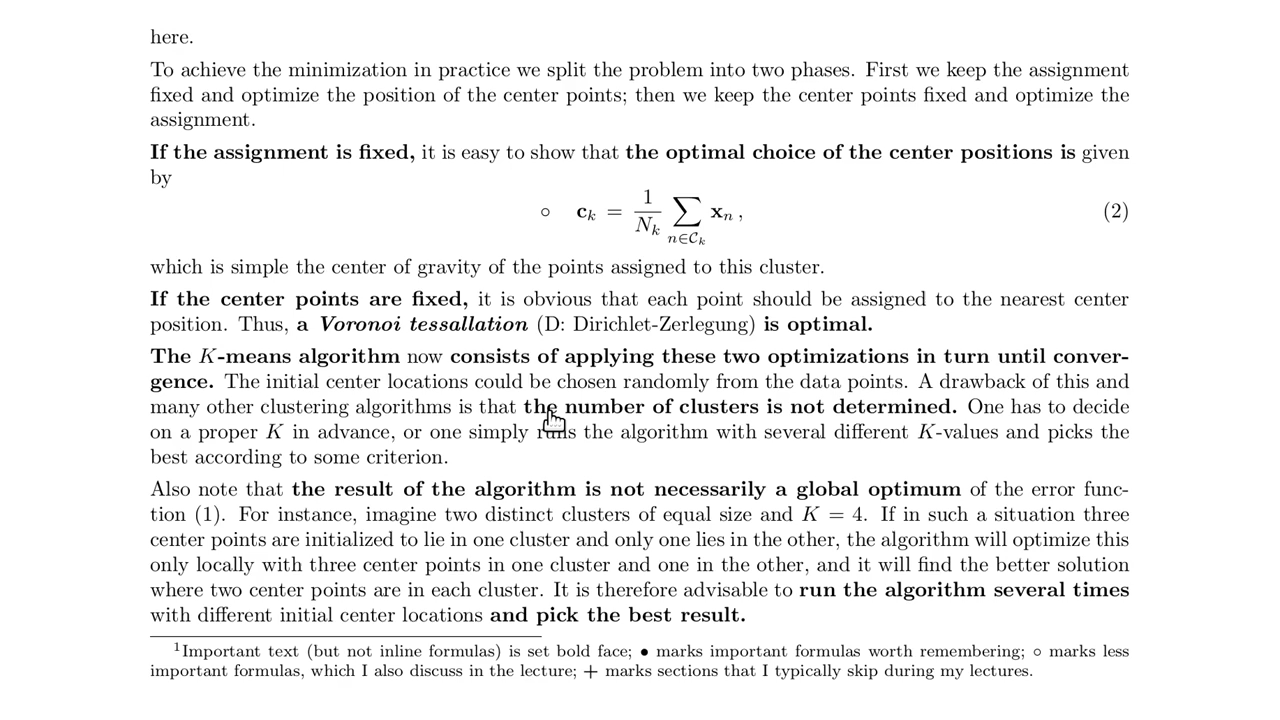 here.
To achieve the minimization in practice we split the problem into two phases. First we keep the assignment
fixed and optimize the position of the center points; then we keep the center points fixed and optimize the
assignment.
If the assignment is fixed, it is easy to show that the optimal choice of the center positions is given
by
◦ c_k = 1/N_k ∑_{n∈C_k} x_n , (2)
which is simple the center of gravity of the points assigned to this cluster.
If the center points are fixed, it is obvious that each point should be assigned to the nearest center
position. Thus, a Voronoi tessallation (D: Dirichlet-Zerlegung) is optimal.
The K-means algorithm now consists of applying these two optimizations in turn until conver-
gence. The initial center locations could be chosen randomly from the data points. A drawback of this and
many other clustering algorithms is that the number of clusters is not determined. One has to decide
on a proper K in advance, or one simply runs the algorithm with several different K-values and picks the
best according to some criterion.
Also note that the result of the algorithm is not necessarily a global optimum of the error func-
tion (1). For instance, imagine two distinct clusters of equal size and K = 4. If in such a situation three
center points are initialized to lie in one cluster and only one lies in the other, the algorithm will optimize this
only locally with three center points in one cluster and one in the other, and it will find the better solution
where two center points are in each cluster. It is therefore advisable to run the algorithm several times
with different initial center locations and pick the best result.
1Important text (but not inline formulas) is set bold face; • marks important formulas worth remembering; ◦ marks less
important formulas, which I also discuss in the lecture; + marks sections that I typically skip during my lectures.